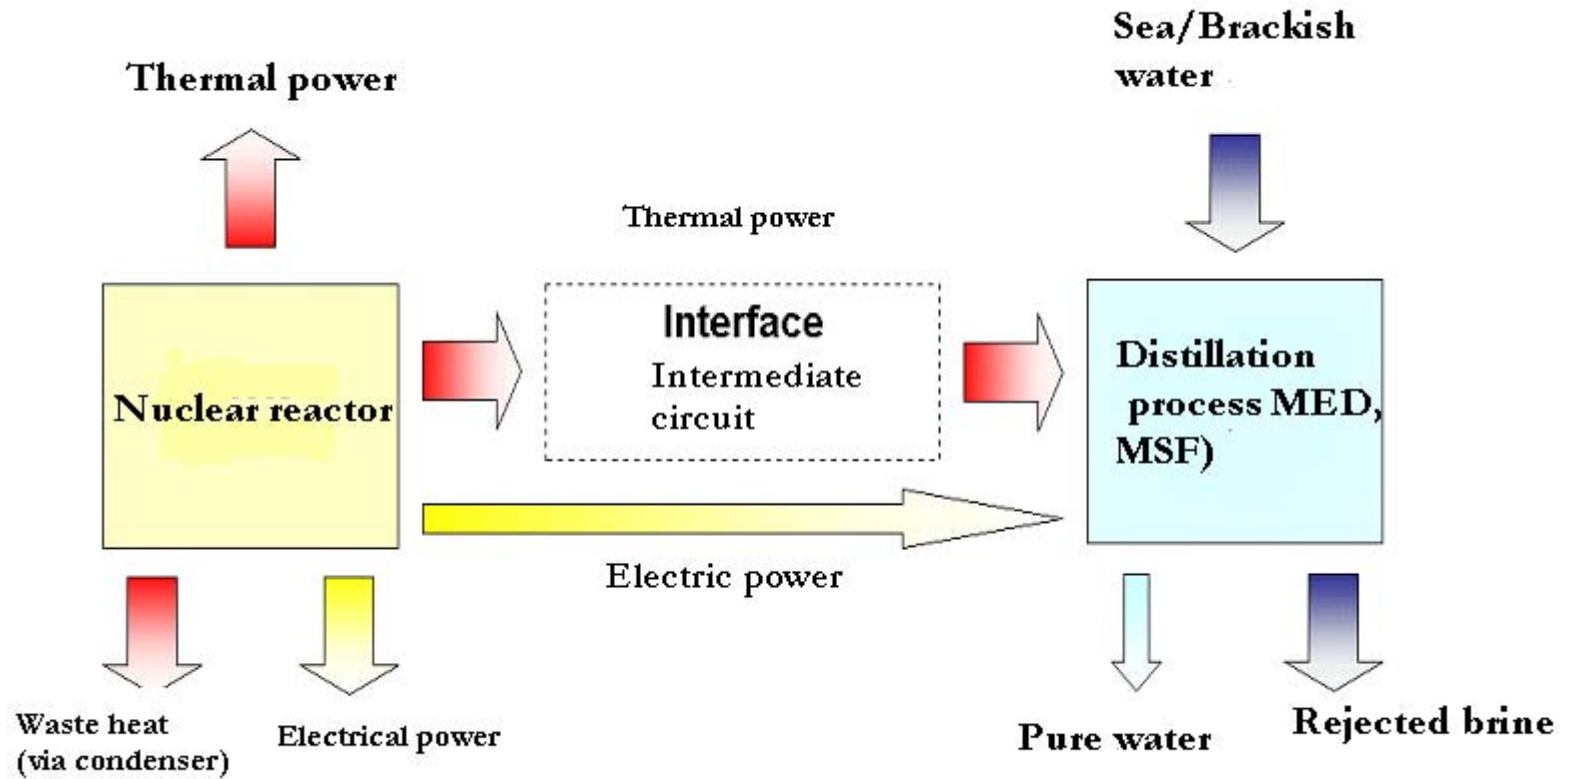 Sea/Brackish
water
Thermal power
Thermal power
Interface
Intermediate
circuit
Nuclear reactor
Distillation
process MED,
MSF)
Electric power
Waste heat
(via condenser)
Electrical power
Pure water
Rejected brine